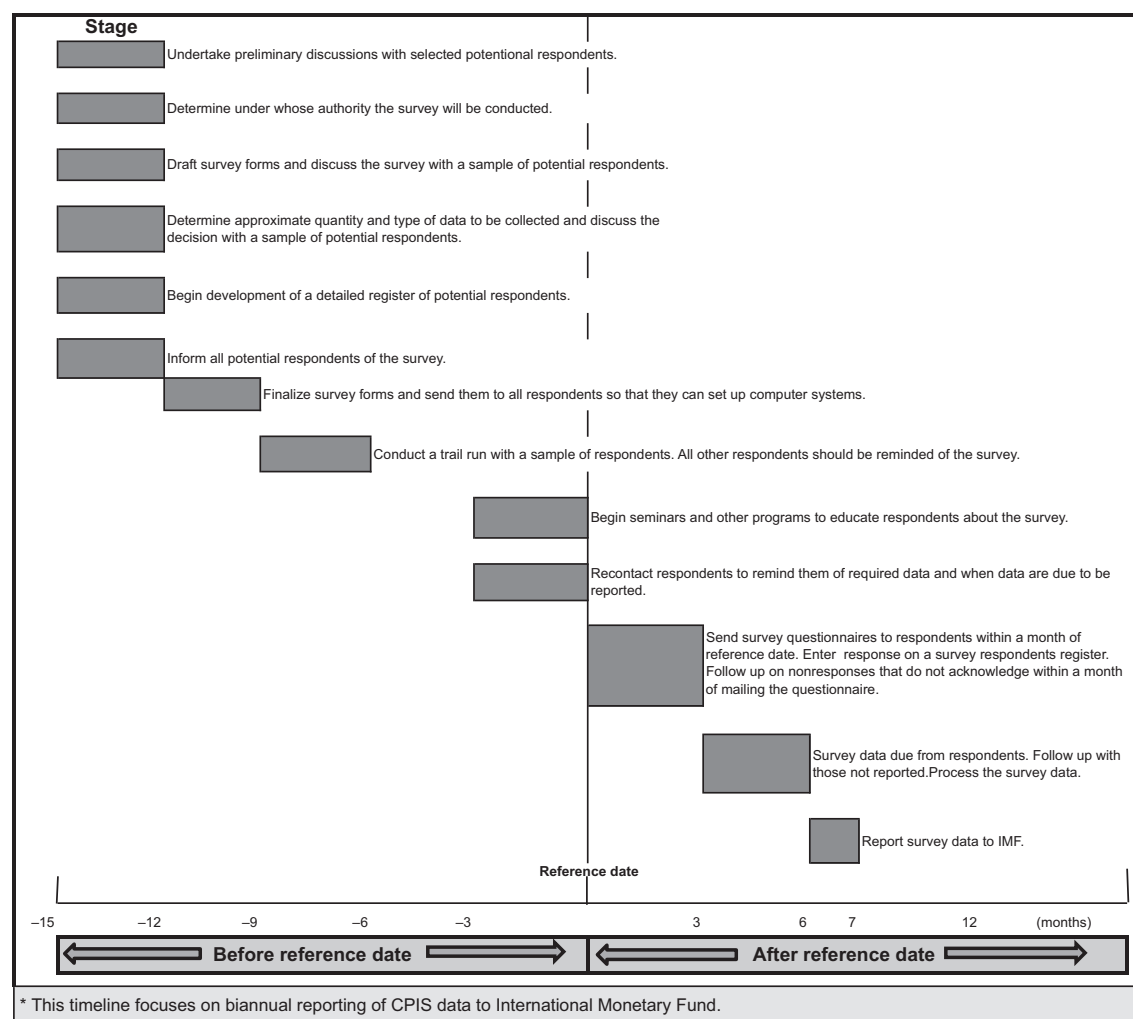 Stage
Undertake preliminary discussions with selected potentional respondents.
Determine under whose authority the survey will be conducted.
Draft survey forms and discuss the survey with a sample of potential respondents.
Determine approximate quantity and type of data to be collected and discuss the
decision with a sample of potential respondents.
Begin development of a detailed register of potential respondents.
Inform all potential respondents of the survey.
Finalize survey forms and send them to all respondents so that they can set up computer systems.
Conduct a trail run with a sample of respondents. All other respondents should be reminded of the survey.
Begin seminars and other programs to educate respondents about the survey.
Recontact respondents to remind them of required data and when data are due to be
reported.
Send survey questionnaires to respondents within a month of
reference date. Enter response on a survey respondents register.
Follow up on nonresponses that do not acknowledge within a month
of mailing the questionnaire.
Survey data due from respondents. Follow up with
those not reported.Process the survey data.
Report survey data to IMF.
Reference date
–15 –12 –9 –6 –3 3 6 7 12 (months)
Before reference date After reference date
* This timeline focuses on biannual reporting of CPIS data to International Monetary Fund.